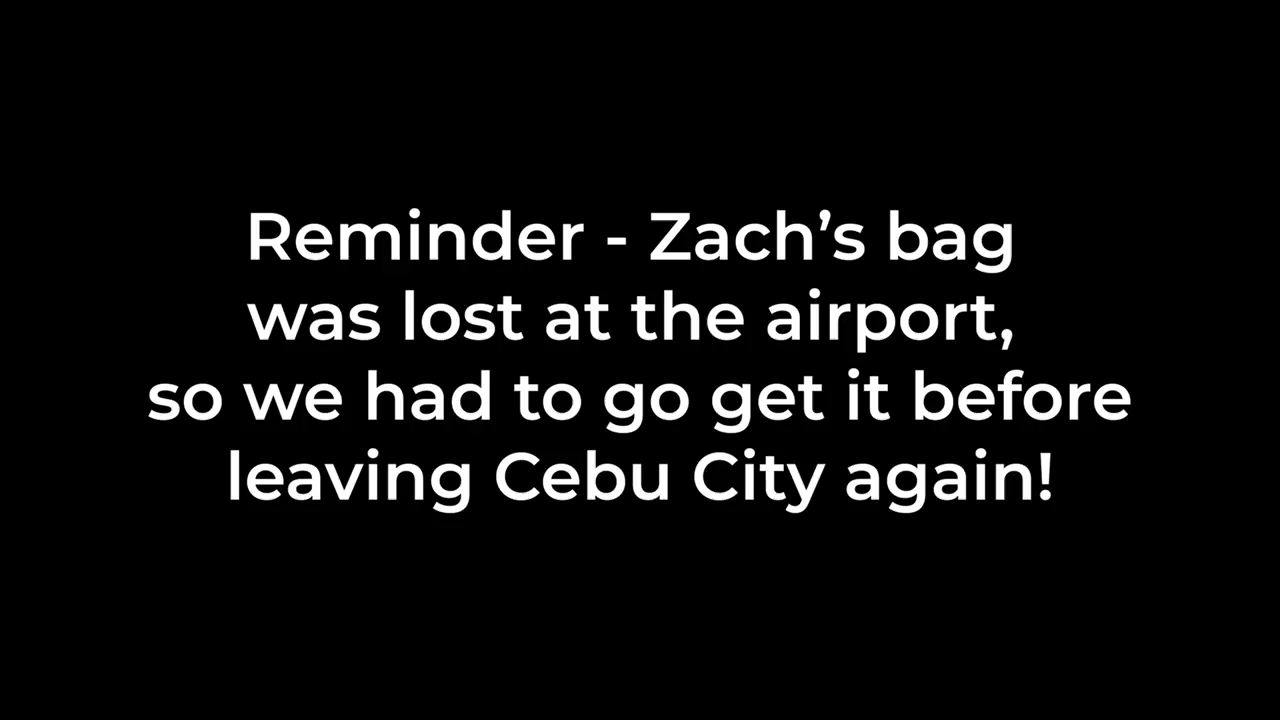 Reminder - Zach’s bag
was lost at the airport,
so we had to go get it before
leaving Cebu City again!